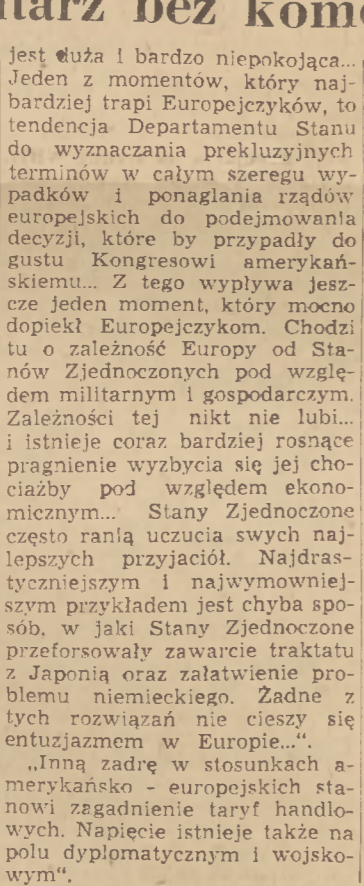 tarz bez kome
jest duża i bardzo niepokojąca...
Jeden z momentów, który naj-
bardziej trapi Europejczyków, to
tendencja Departamentu Stanu
do wyznaczania prekluzyjnych
terminów w całym szeregu wy-
padków i ponaglania rządów
europejskich do podejmowania
decyzji, które by przypadły do
gustu Kongresowi amerykań-
skiemu... Z tego wypływa jesz-
cze jeden moment, który mocno
dopiekł Europejczykom. Chodzi
tu o zależność Europy od Sta-
nów Zjednoczonych pod wzglę-
dem militarnym i gospodarczym.
Zależności tej nikt nie lubi...
i istnieje coraz bardziej rosnące
pragnienie wyzbycia się jej cho-
ciażby pod względem ekono-
micznym... Stany Zjednoczone
często ranią uczucia swych naj-
lepszych przyjaciół. Najdras-
tyczniejszym i najwymowniej-
szym przykładem jest chyba spo-
sób, w jaki Stany Zjednoczone
przeforsowały zawarcie traktatu
z Japonią oraz załatwienie pro-
blemu niemieckiego. Żadne z
tych rozwiązań nie cieszy się
entuzjazmem w Europie...“.
„Inną zadrę w stosunkach a-
merykańsko - europejskich sta-
nowi zagadnienie taryf handlo-
wych. Napięcie istnieje także na
polu dyplomatycznym i wojsko-
wym“.